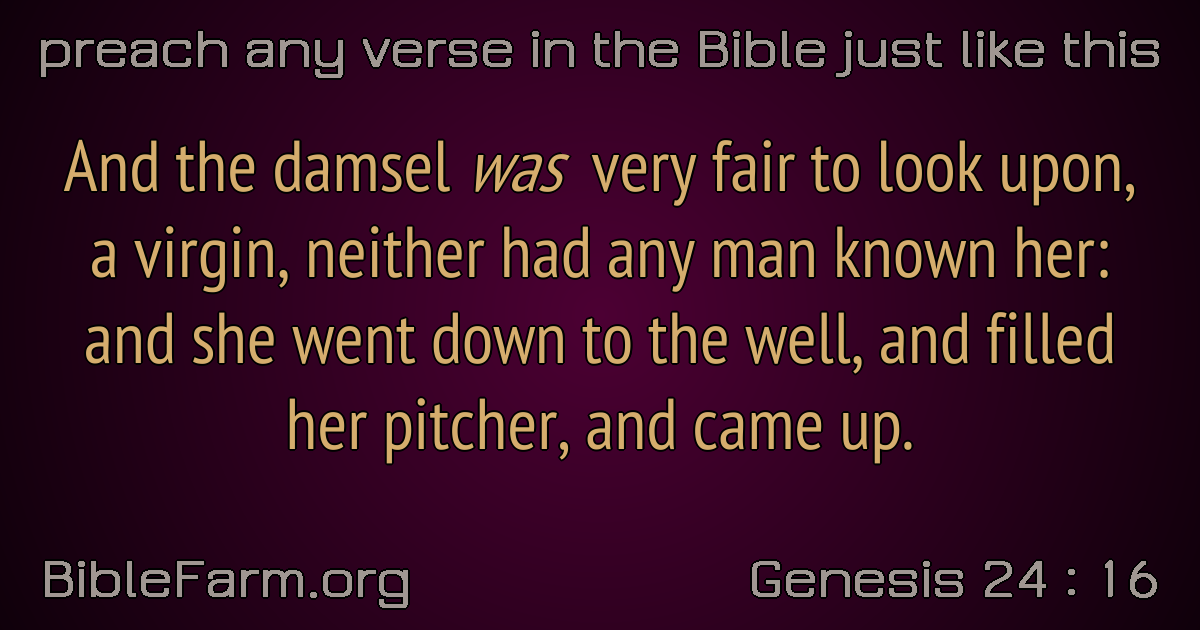 preach any verse in the Bible just like this
And the damsel was very fair to look upon,
a virgin, neither had any man known her:
and she went down to the well, and filled
her pitcher, and came up.
BibleFarm.org
Genesis 24 : 16